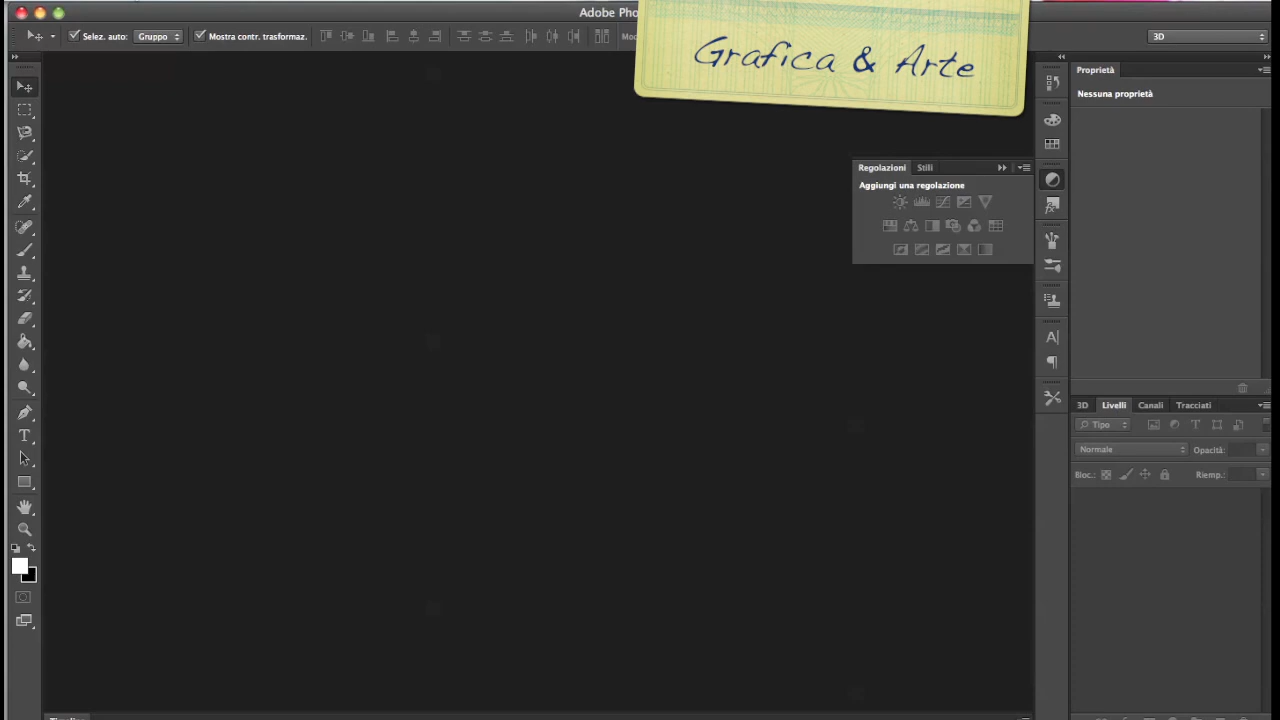 Adobe Pho
Selez. auto: Gruppo Mostra contr. trasformaz. Mod
3D
Grafica & Arte
Proprietà
Nessuna proprietà
Regolazioni Stili
Aggiungi una regolazione
3D Livelli Canali Tracciati
Tipo
Normale Opacità:
Bloc.: Riemp.: